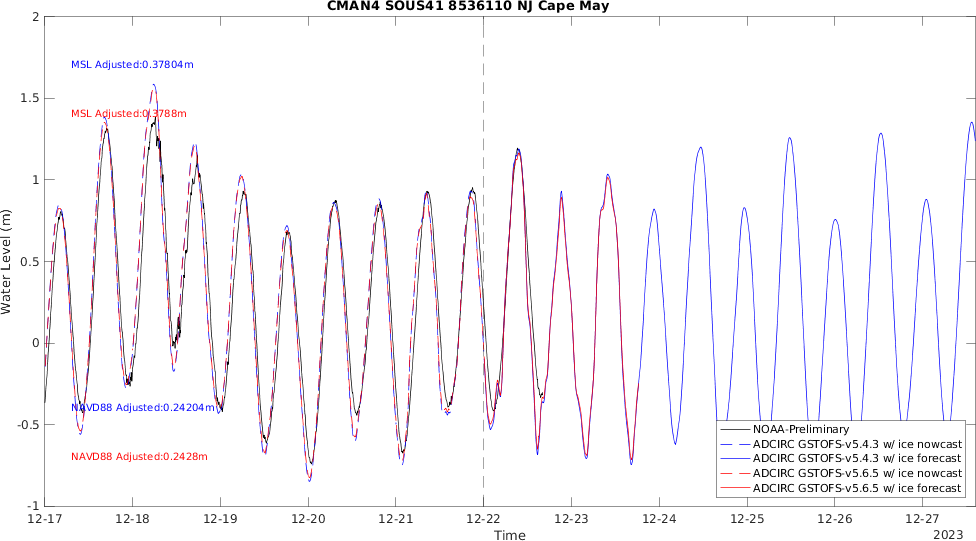 CMAN4 SOUS41 8536110 NJ Cape May
2
1.5
1
0.5
0
-0.5
-1
Water Level (m)
MSL Adjusted:0.37804m
MSL Adjusted:0.3788m
NAVD88 Adjusted:0.24204m
NAVD88 Adjusted:0.2428m
NOAA-Preliminary
ADCIRC GSTOFS-v5.4.3 w/ ice nowcast
ADCIRC GSTOFS-v5.4.3 w/ ice forecast
ADCIRC GSTOFS-v5.6.5 w/ ice nowcast
ADCIRC GSTOFS-v5.6.5 w/ ice forecast
12-17 12-18 12-19 12-20 12-21 12-22 12-23 12-24 12-25 12-26 12-27
Time
2023